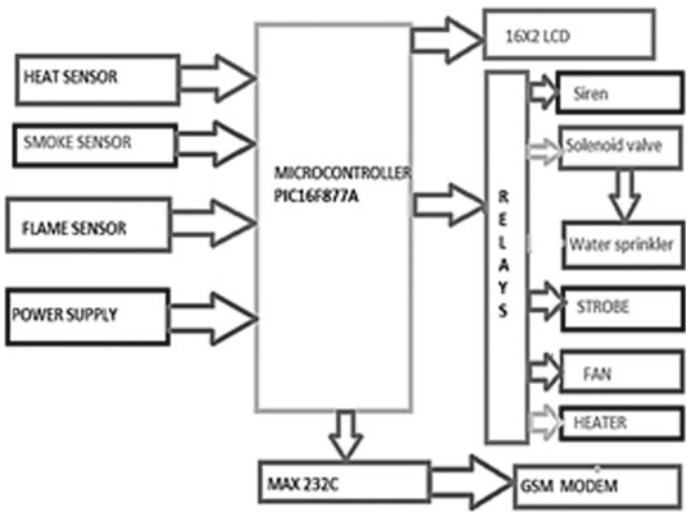 16X2 LCD
HEAT SENSOR
Siren
SMOKE SENSOR
Solenoid valve
MICROCONTROLLER
PIC16F877A
RELAYS
FLAME SENSOR
Water sprinkler
POWER SUPPLY
STROBE
FAN
HEATER
MAX 232C
GSM MODEM